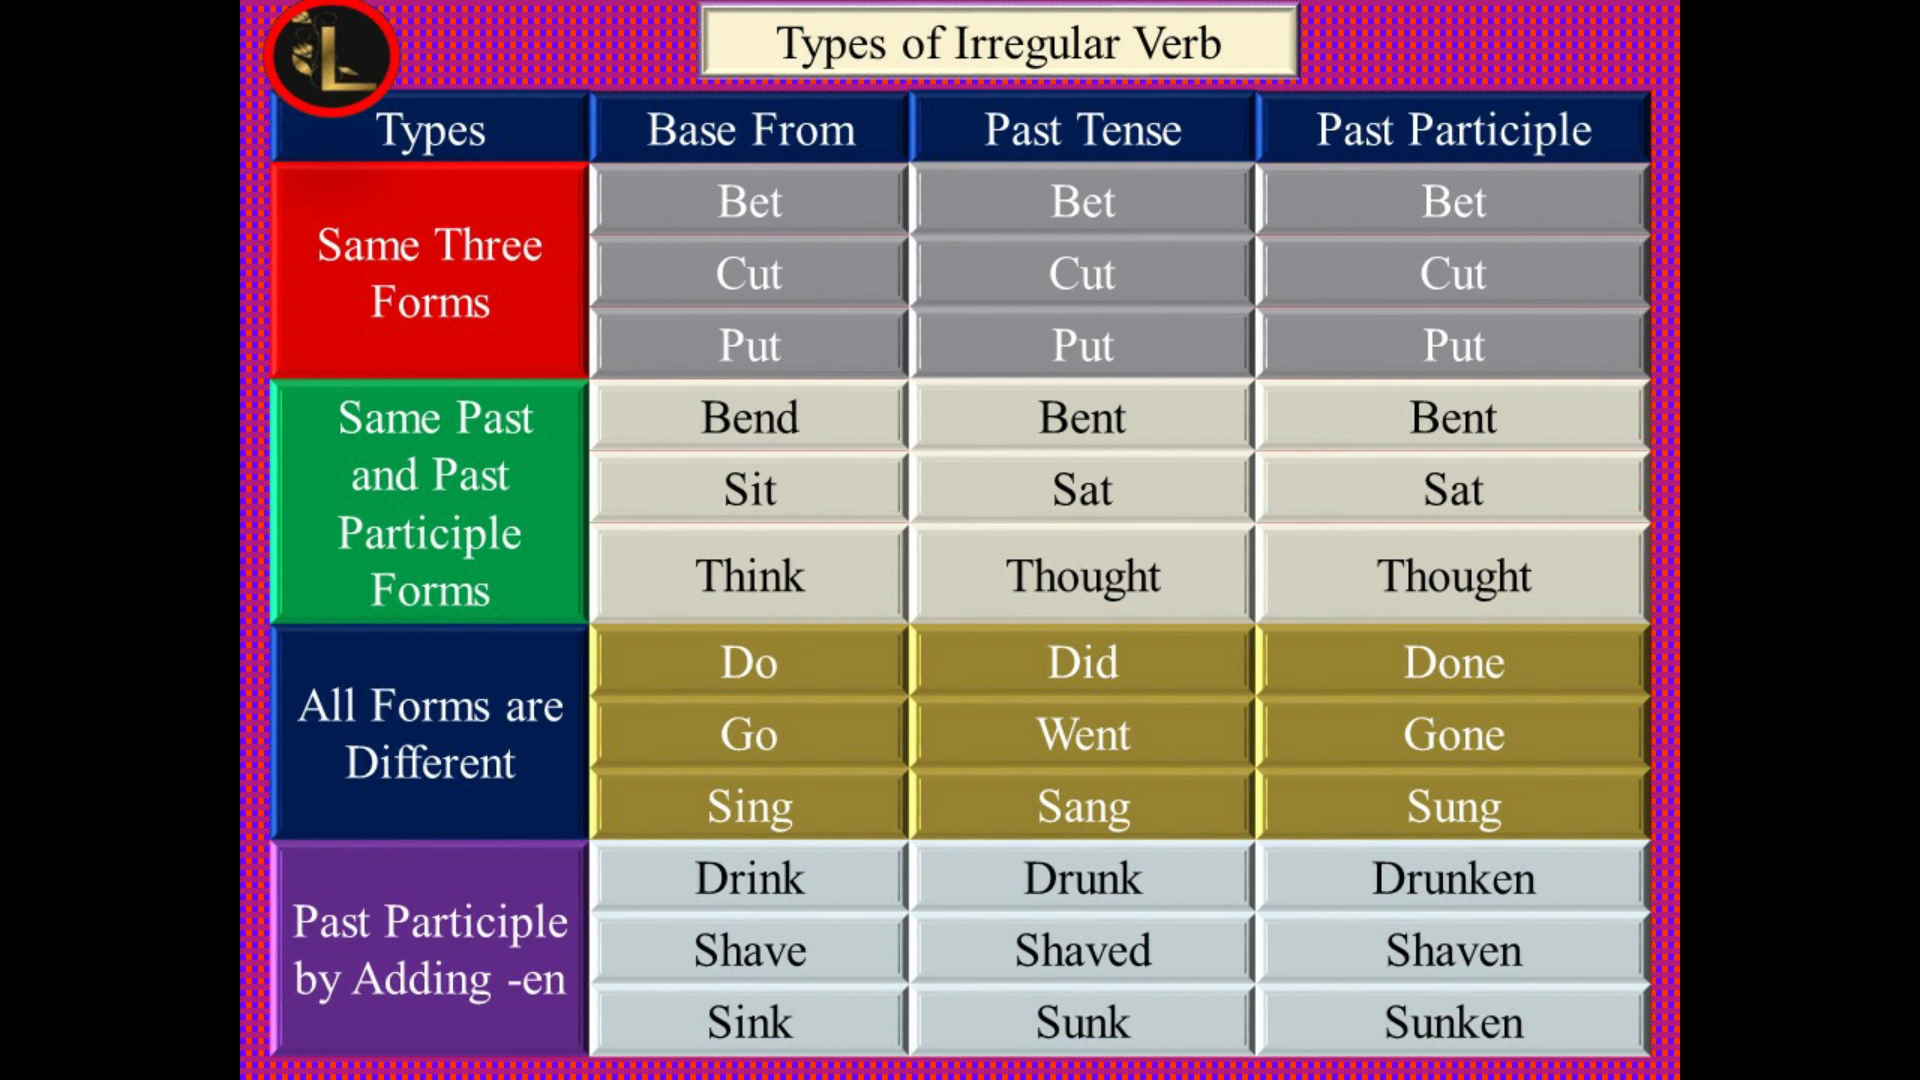 L
Types of Irregular Verb
Types Base From Past Tense Past Participle
Same Three
Forms
Bet Bet Bet
Cut Cut Cut
Put Put Put
Same Past
and Past
Participle
Forms
Bend Bent Bent
Sit Sat Sat
Think Thought Thought
All Forms are
Different
Do Did Done
Go Went Gone
Sing Sang Sung
Past Participle
by Adding -en
Drink Drunk Drunken
Shave Shaved Shaven
Sink Sunk Sunken